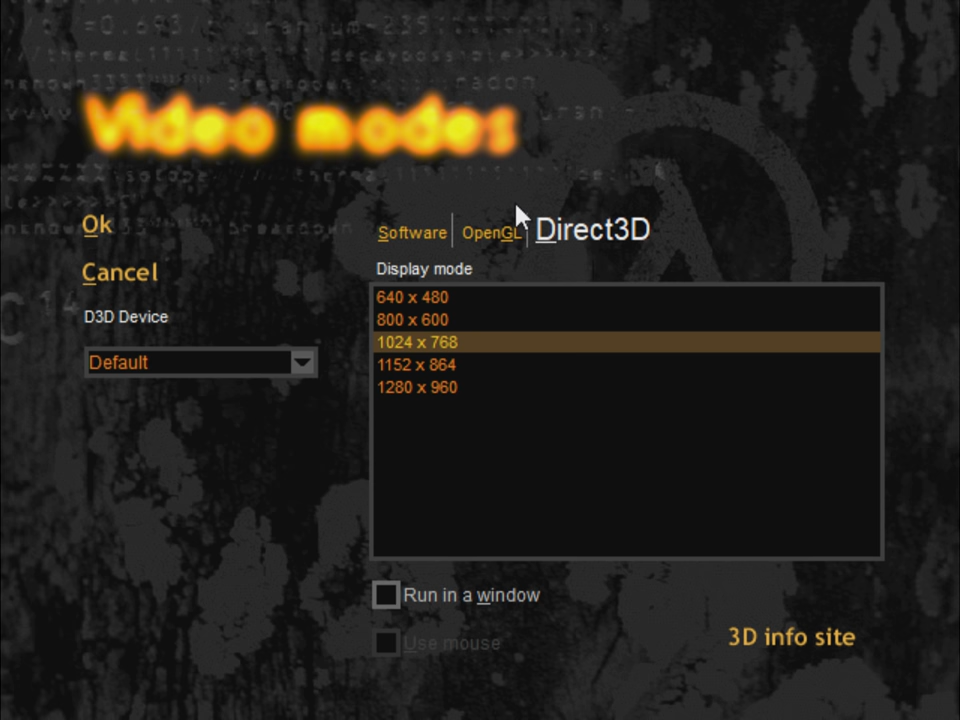 Video modes
Ok
Cancel
Software
OpenGL
Direct3D
Display mode
D3D Device
Default
640 x 480
800 x 600
1024 x 768
1152 x 864
1280 x 960
Run in a window
Use mouse
3D info site